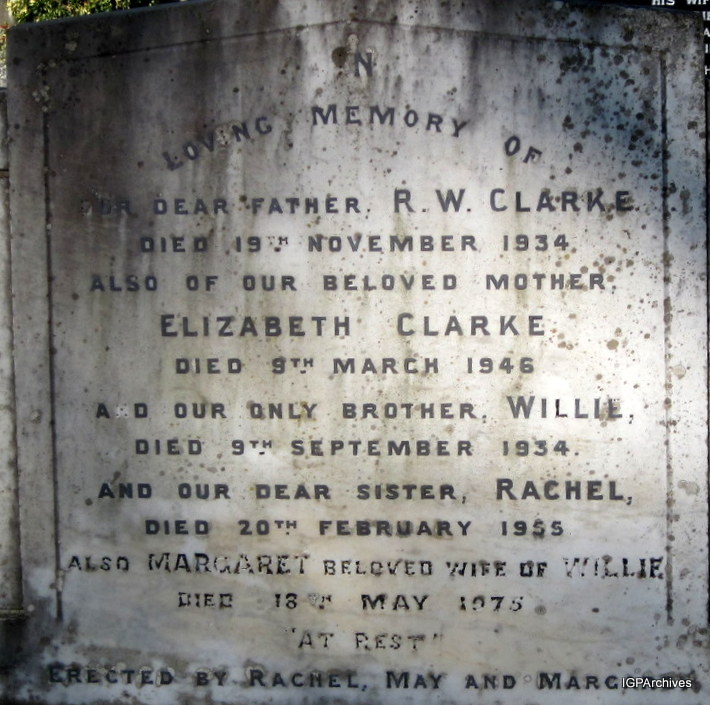 HIS WIF
IN
LOVING MEMORY OF
OUR DEAR FATHER, R.W. CLARKE.
DIED 19TH NOVEMBER 1934.
ALSO OF OUR BELOVED MOTHER,
ELIZABETH CLARKE
DIED 9TH MARCH 1946
AND OUR ONLY BROTHER, WILLIE,
DIED 9TH SEPTEMBER 1934.
AND OUR DEAR SISTER, RACHEL,
DIED 20TH FEBRUARY 1955
ALSO MARGARET BELOVED WIFE OF WILLIE
DIED 18TH MAY 1975
"AT REST"
ERECTED BY RACHEL, MAY AND
IGPArchives